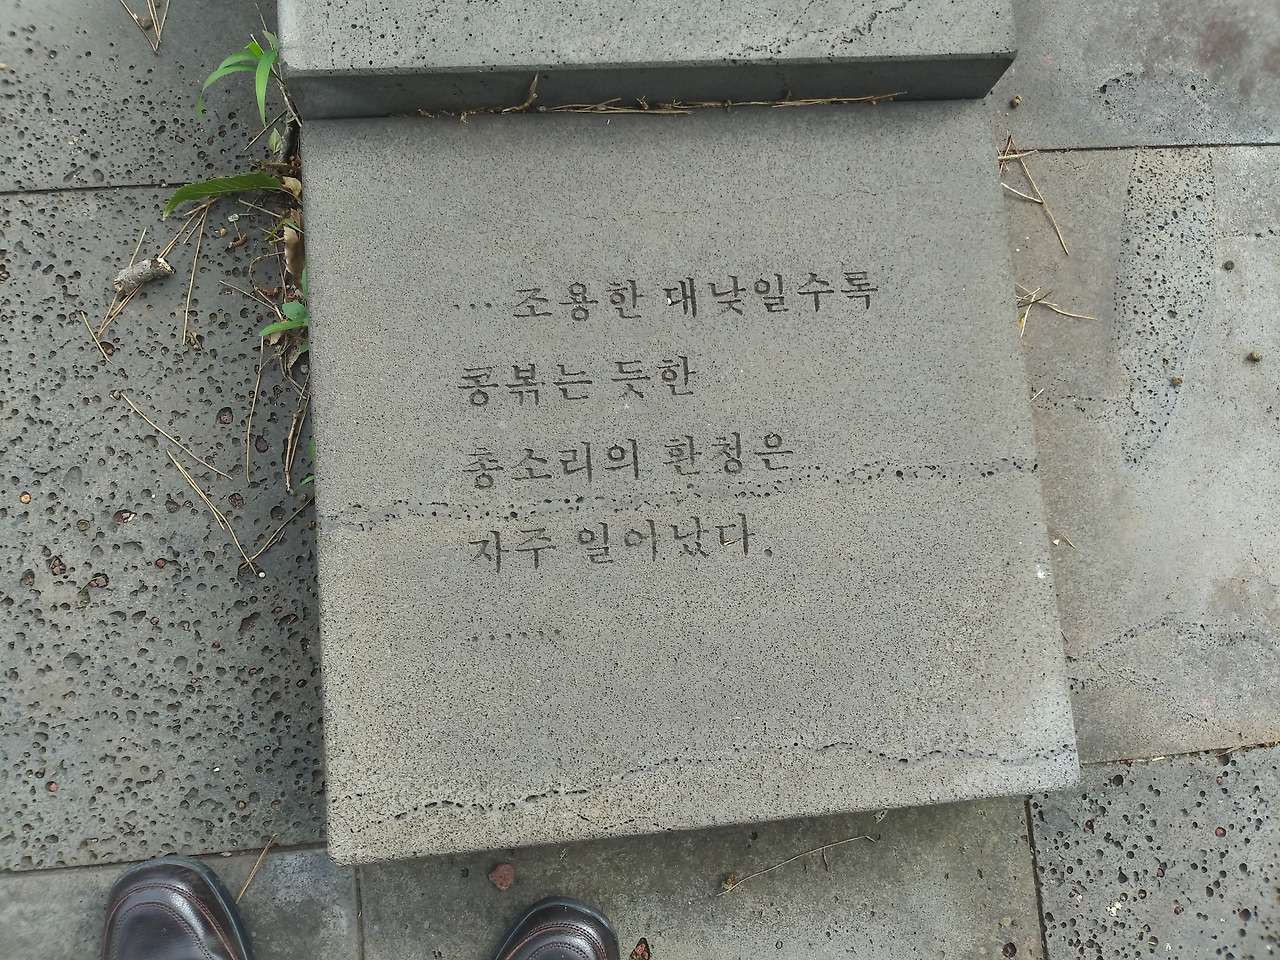 … 조용한 대낮일수록
콩볶는 듯한
총소리의 환청은
자주 일어났다.
………